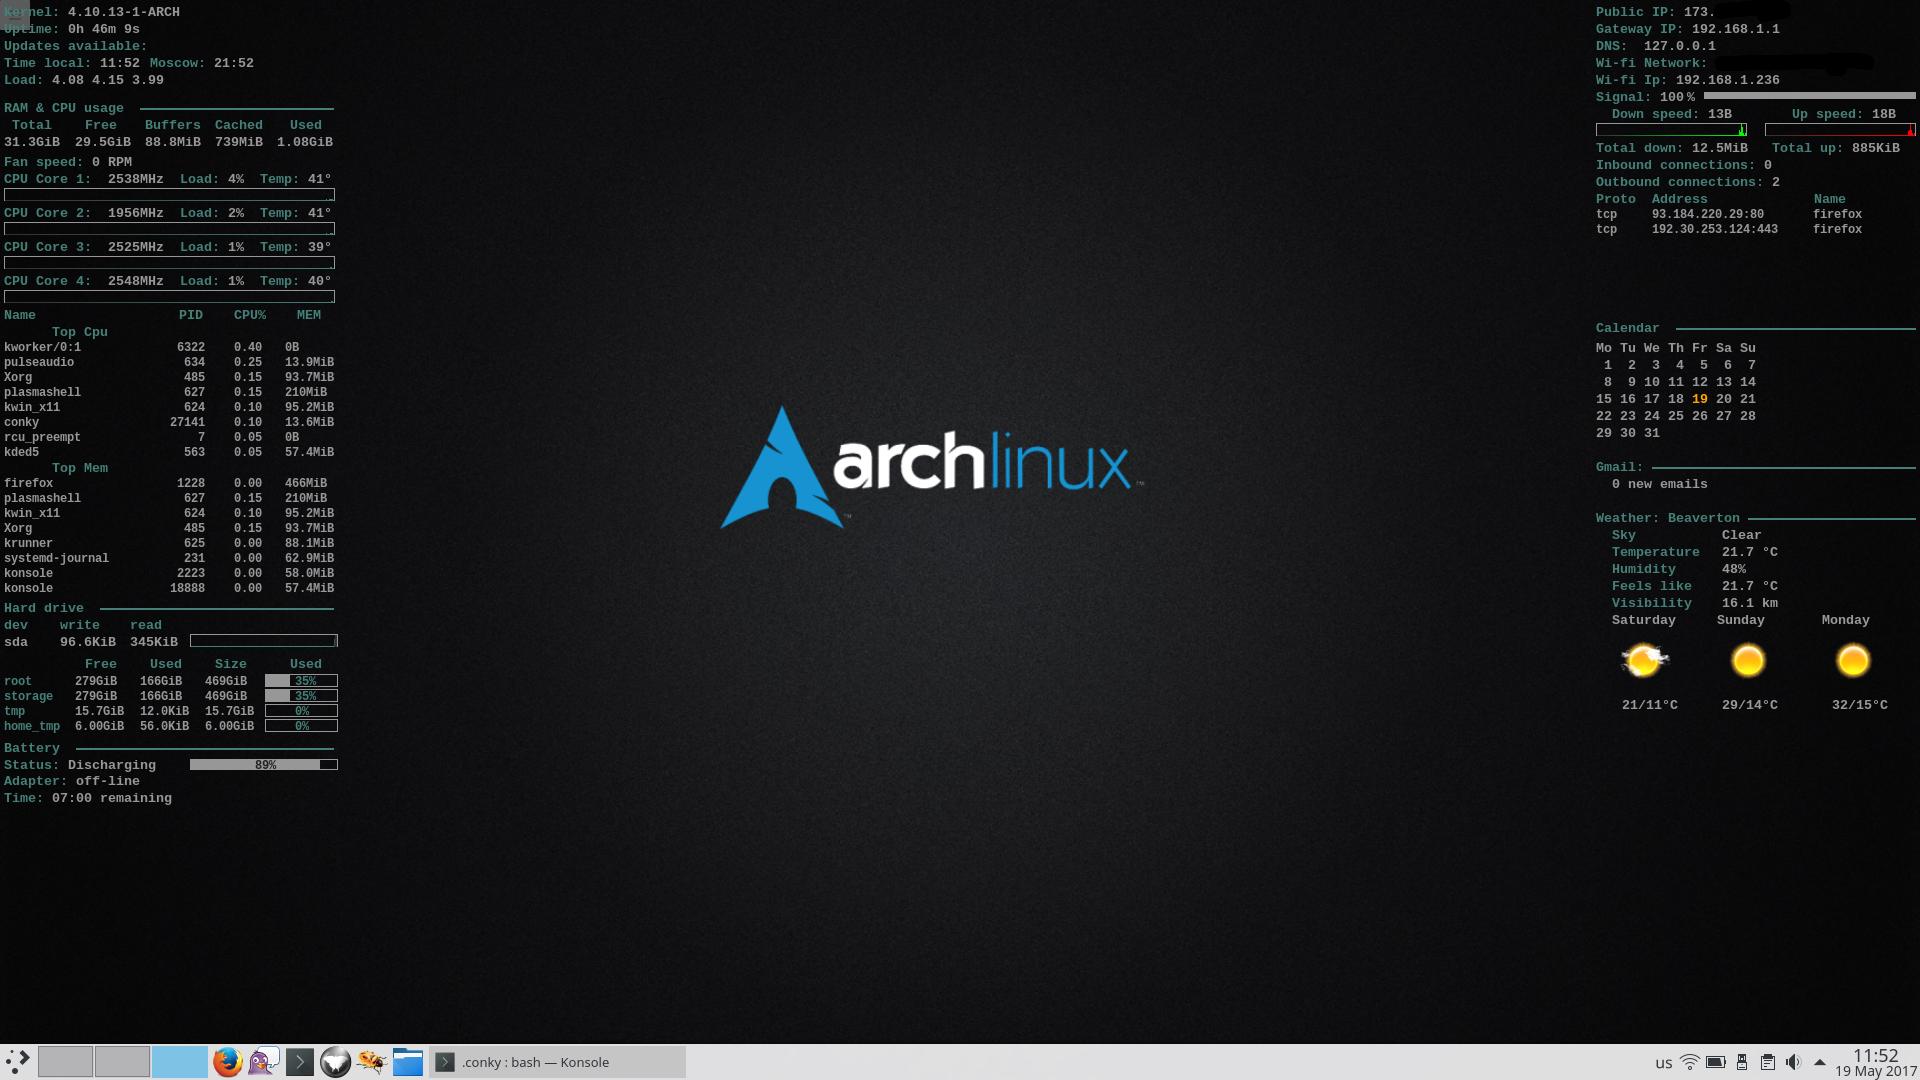 Kernel: 4.10.13-1-ARCH
Uptime: 0h 46m 9s
Updates available:
Time local: 11:52 Moscow: 21:52
Load: 4.08 4.15 3.99
RAM & CPU usage
Total Free Buffers Cached Used
31.3GiB 29.5GiB 88.8MiB 739MiB 1.08GiB
Fan speed: 0 RPM
CPU Core 1: 2538MHz Load: 4% Temp: 41°
CPU Core 2: 1956MHz Load: 2% Temp: 41°
CPU Core 3: 2525MHz Load: 1% Temp: 39°
CPU Core 4: 2548MHz Load: 1% Temp: 40°
Name PID CPU% MEM
Top Cpu
kworker/0:1 6322 0.40 0B
pulseaudio 634 0.25 13.9MiB
Xorg 485 0.15 93.7MiB
plasmashell 627 0.15 210MiB
kwin_x11 624 0.10 95.2MiB
conky 27141 0.10 13.6MiB
rcu_preempt 7 0.05 0B
kded5 563 0.05 57.4MiB
Top Mem
firefox 1228 0.00 466MiB
plasmashell 627 0.15 210MiB
kwin_x11 624 0.10 95.2MiB
Xorg 485 0.15 93.7MiB
krunner 625 0.00 88.1MiB
systemd-journal 231 0.00 62.9MiB
konsole 2223 0.00 58.0MiB
konsole 18888 0.00 57.4MiB
Hard drive
dev write read
sda 96.6KiB 345KiB
Free Used Size Used
root 279GiB 166GiB 469GiB 35%
storage 279GiB 166GiB 469GiB 35%
tmp 15.7GiB 12.0KiB 15.7GiB 0%
home_tmp 6.00GiB 56.0KiB 6.00GiB 0%
Battery
Status: Discharging 89%
Adapter: off-line
Time: 07:00 remaining
archlinux™
™
Public IP: 173.
Gateway IP: 192.168.1.1
DNS: 127.0.0.1
Wi-fi Network:
Wi-fi Ip: 192.168.1.236
Signal: 100%
Down speed: 13B Up speed: 18B
Total down: 12.5MiB Total up: 885KiB
Inbound connections: 0
Outbound connections: 2
Proto Address Name
tcp 93.184.220.29:80 firefox
tcp 192.30.253.124:443 firefox
Calendar
Mo Tu We Th Fr Sa Su
1 2 3 4 5 6 7
8 9 10 11 12 13 14
15 16 17 18 19 20 21
22 23 24 25 26 27 28
29 30 31
Gmail:
0 new emails
Weather: Beaverton
Sky Clear
Temperature 21.7 °C
Humidity 48%
Feels like 21.7 °C
Visibility 16.1 km
Saturday Sunday Monday
21/11°C 29/14°C 32/15°C
.conky : bash — Konsole
us
11:52
19 May 2017